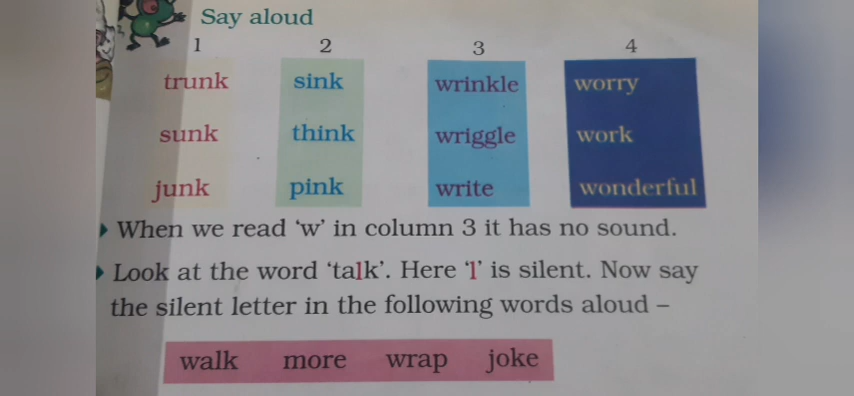 Say aloud
1 2 3 4
trunk sink wrinkle worry
sunk think wriggle work
junk pink write wonderful
When we read ‘w’ in column 3 it has no sound.
Look at the word ‘talk’. Here ‘l’ is silent. Now say
the silent letter in the following words aloud –
walk more wrap joke